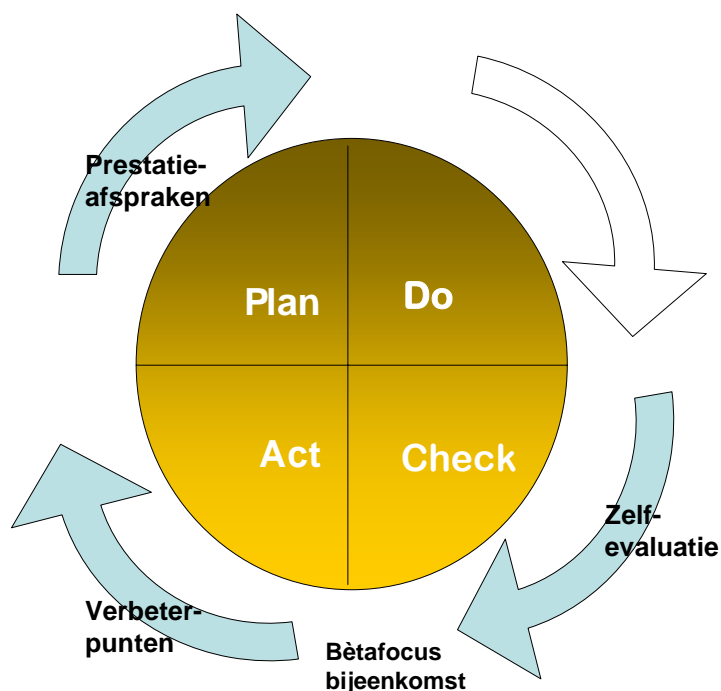 Prestatie-
afspraken
Plan
Do
Act
Check
Zelf-
evaluatie
Verbeter-
punten
Bètafocus
bijeenkomst